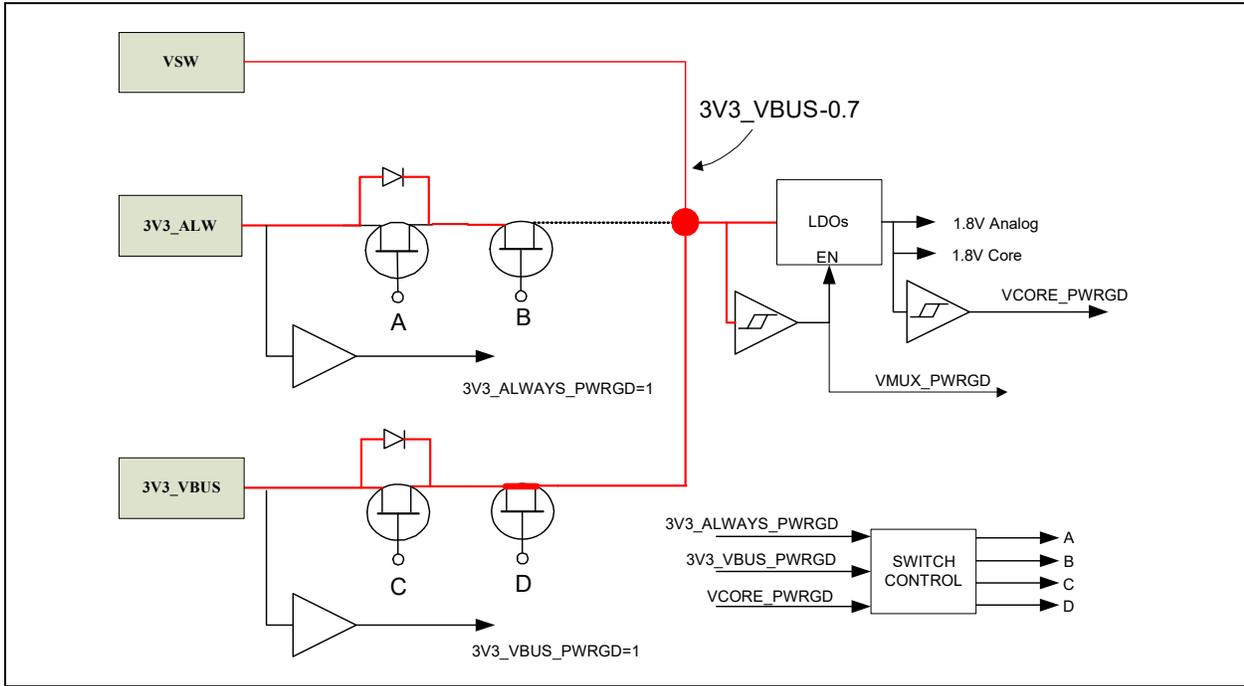 VSW
3V3_VBUS-0.7
3V3_ALW
LDOs
EN
1.8V Analog
1.8V Core
A
B
VCORE_PWRGD
3V3_ALWAYS_PWRGD=1
VMUX_PWRGD
3V3_VBUS
C
D
3V3_ALWAYS_PWRGD
3V3_VBUS_PWRGD
VCORE_PWRGD
SWITCH
CONTROL
A
B
C
D
3V3_VBUS_PWRGD=1